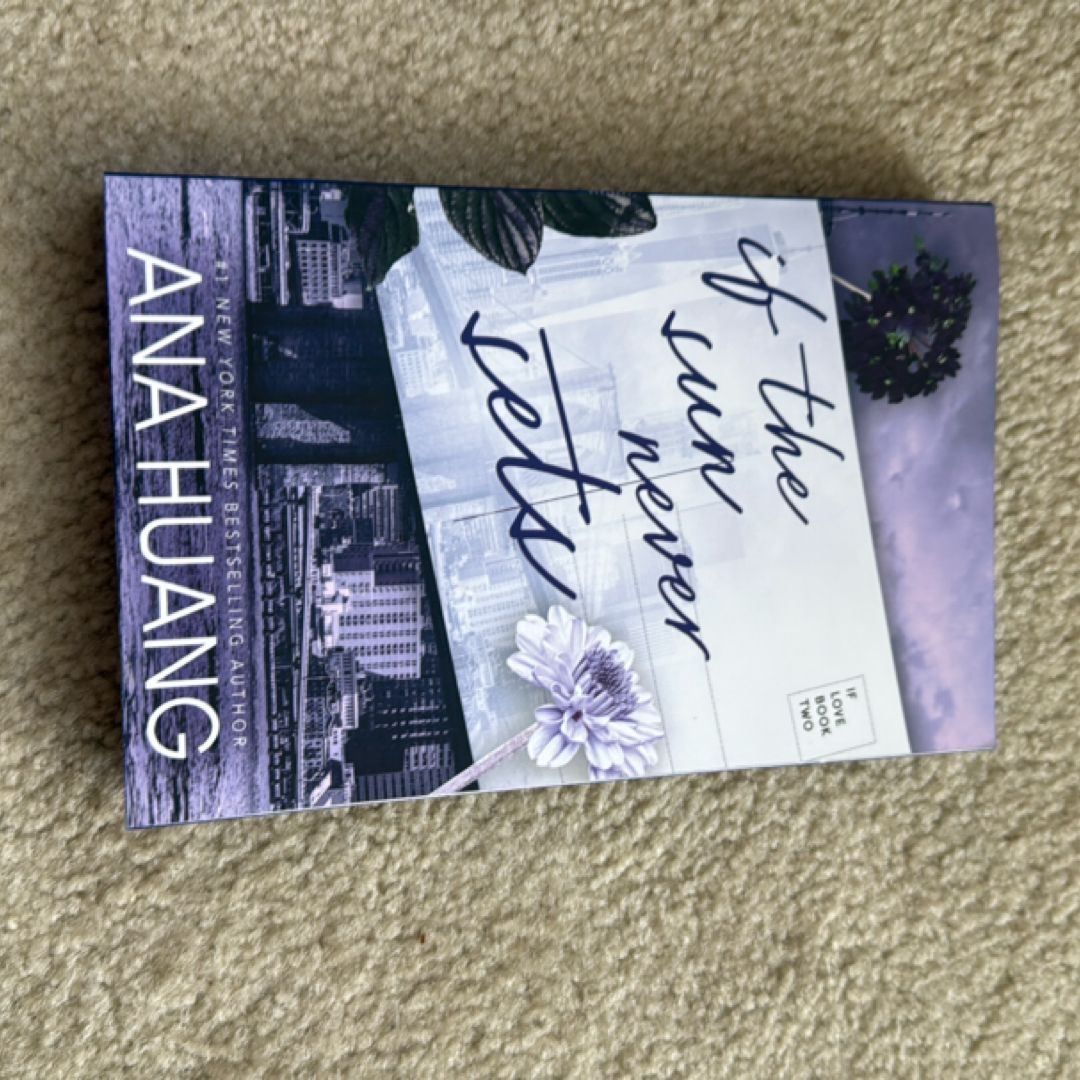 if the
sun
never
sets
IF
LOVE
BOOK
TWO
#1 NEW YORK TIMES BESTSELLING AUTHOR
ANA HUANG